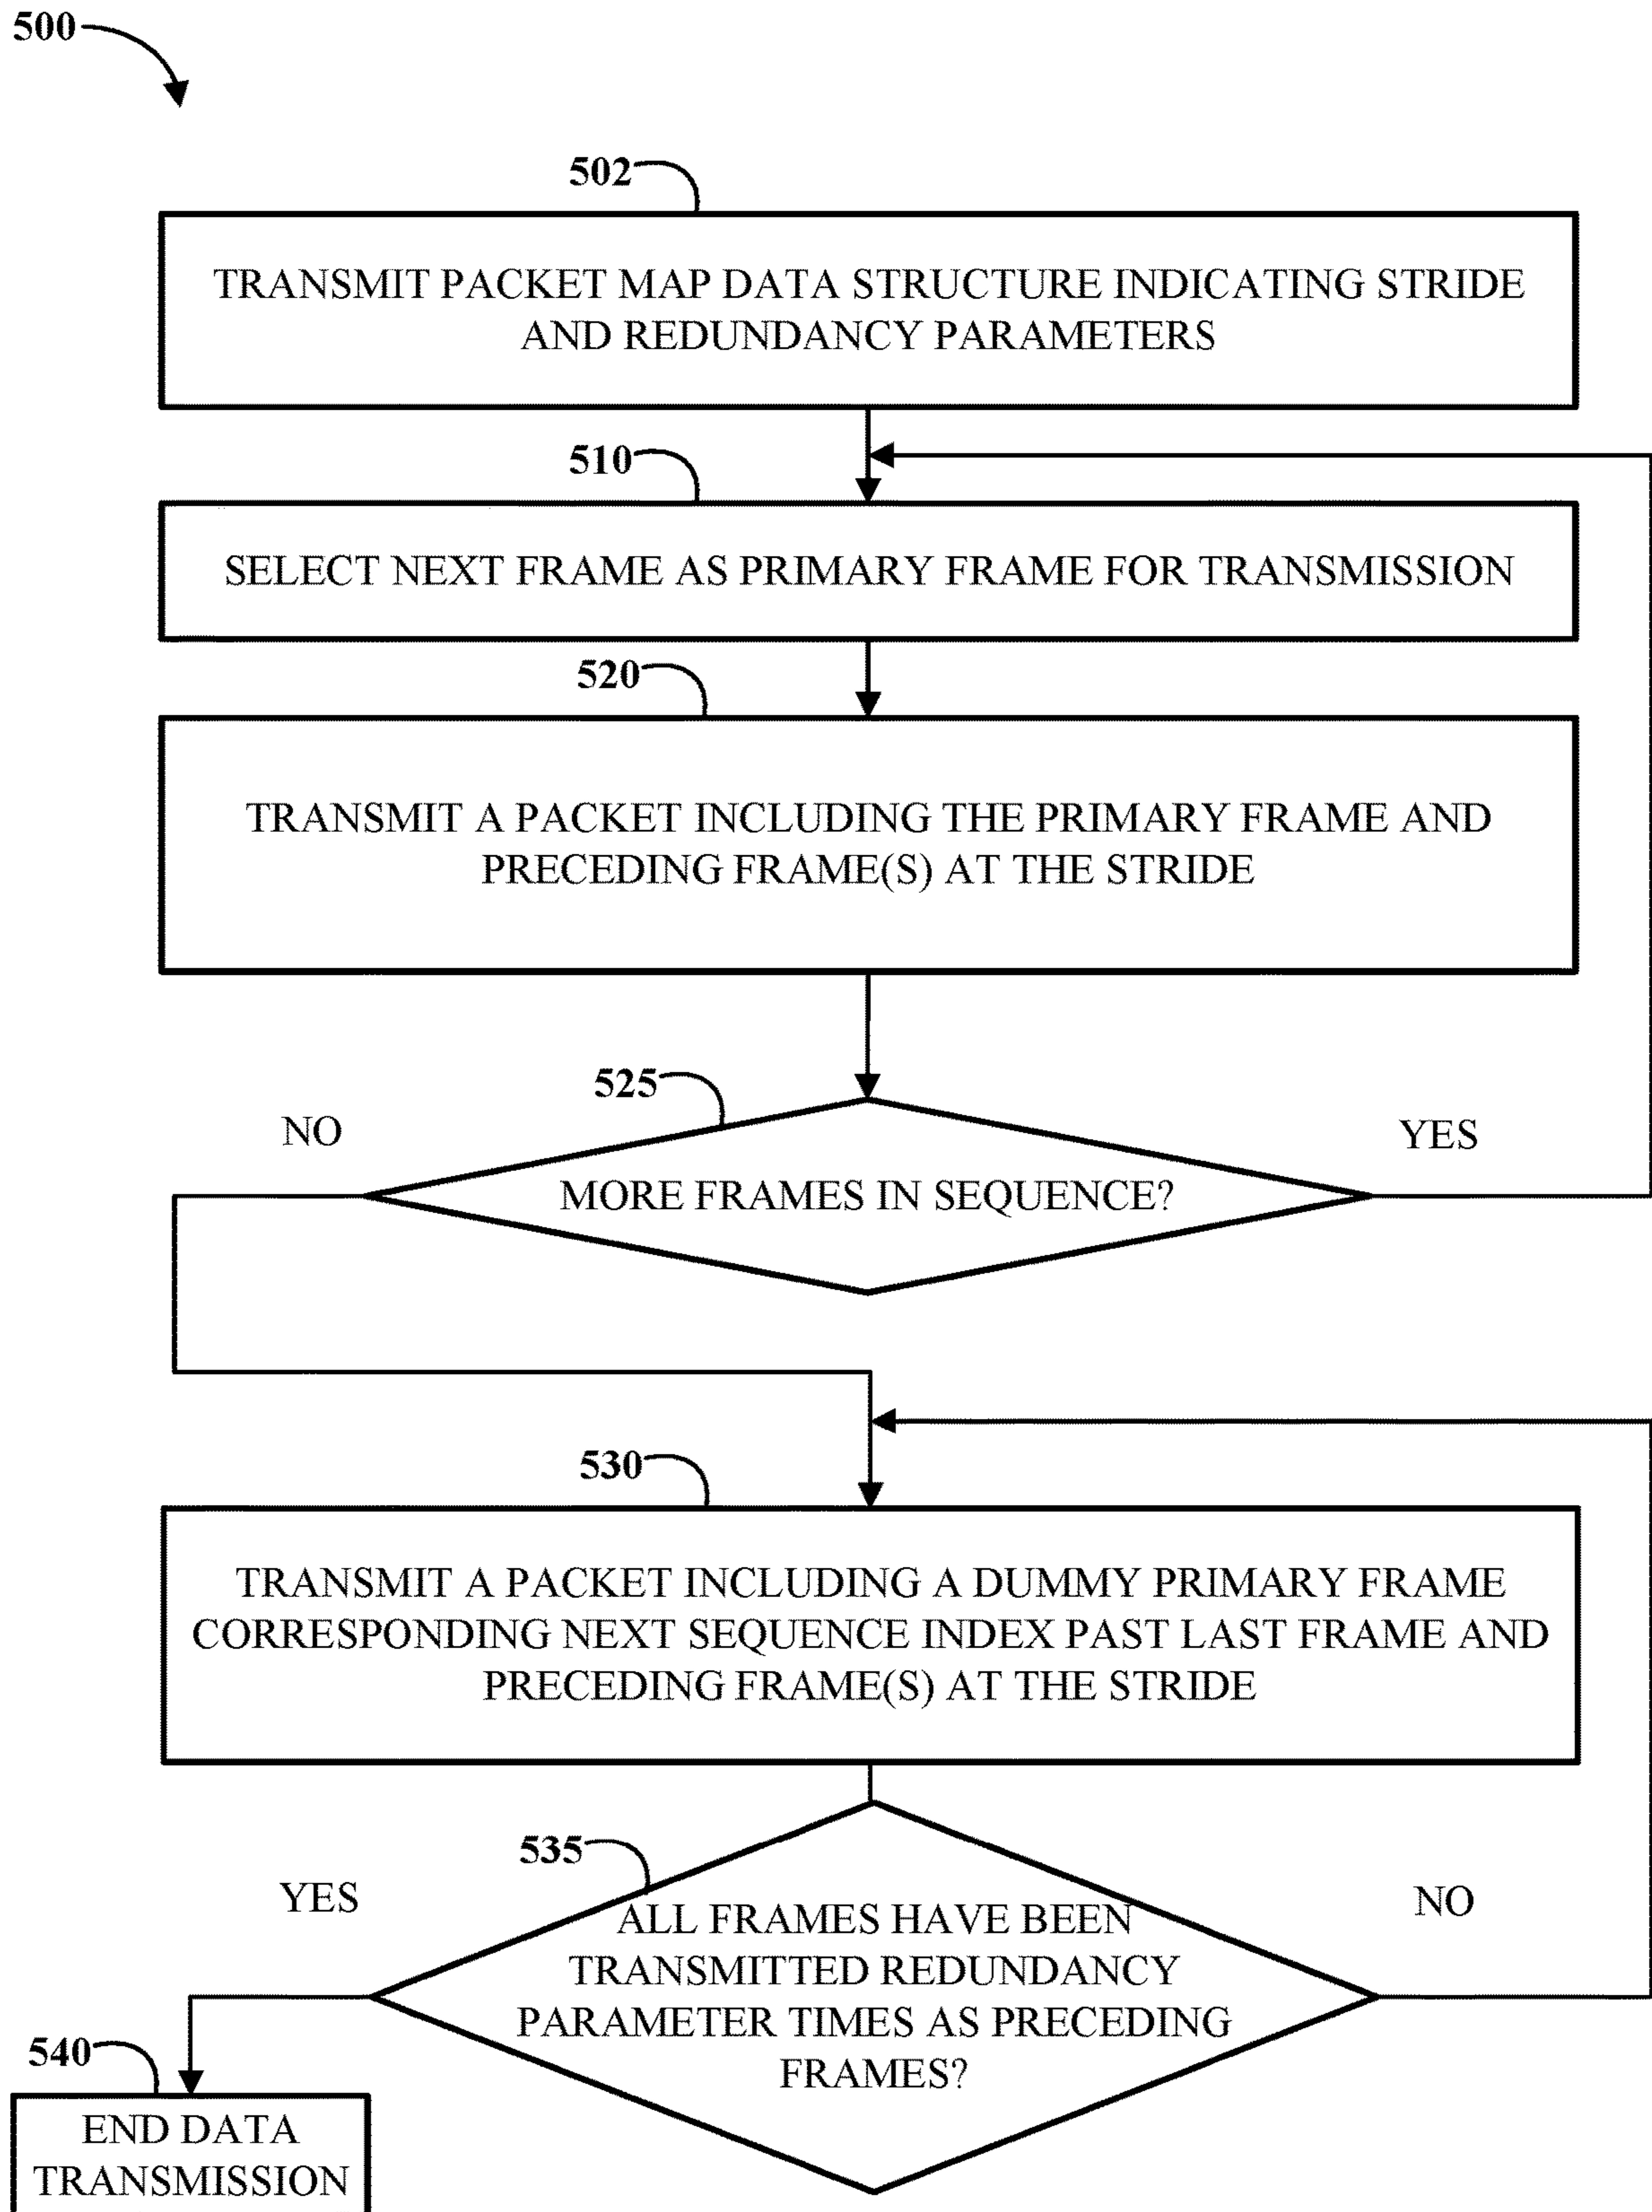 500
502
TRANSMIT PACKET MAP DATA STRUCTURE INDICATING STRIDE
AND REDUNDANCY PARAMETERS
510
SELECT NEXT FRAME AS PRIMARY FRAME FOR TRANSMISSION
520
TRANSMIT A PACKET INCLUDING THE PRIMARY FRAME AND
PRECEDING FRAME(S) AT THE STRIDE
525
NO
YES
MORE FRAMES IN SEQUENCE?
530
TRANSMIT A PACKET INCLUDING A DUMMY PRIMARY FRAME
CORRESPONDING NEXT SEQUENCE INDEX PAST LAST FRAME AND
PRECEDING FRAME(S) AT THE STRIDE
535
YES
NO
ALL FRAMES HAVE BEEN
TRANSMITTED REDUNDANCY
PARAMETER TIMES AS PRECEDING
FRAMES?
540
END DATA
TRANSMISSION